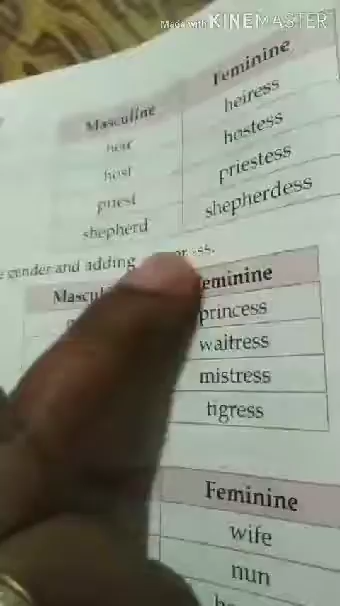 Made with KINEMASTER
Masculine Feminine
heir heiress
host hostess
priest priestess
shepherd shepherdess
gender and adding
Feminine
princess
waitress
mistress
tigress
Feminine
wife
nun